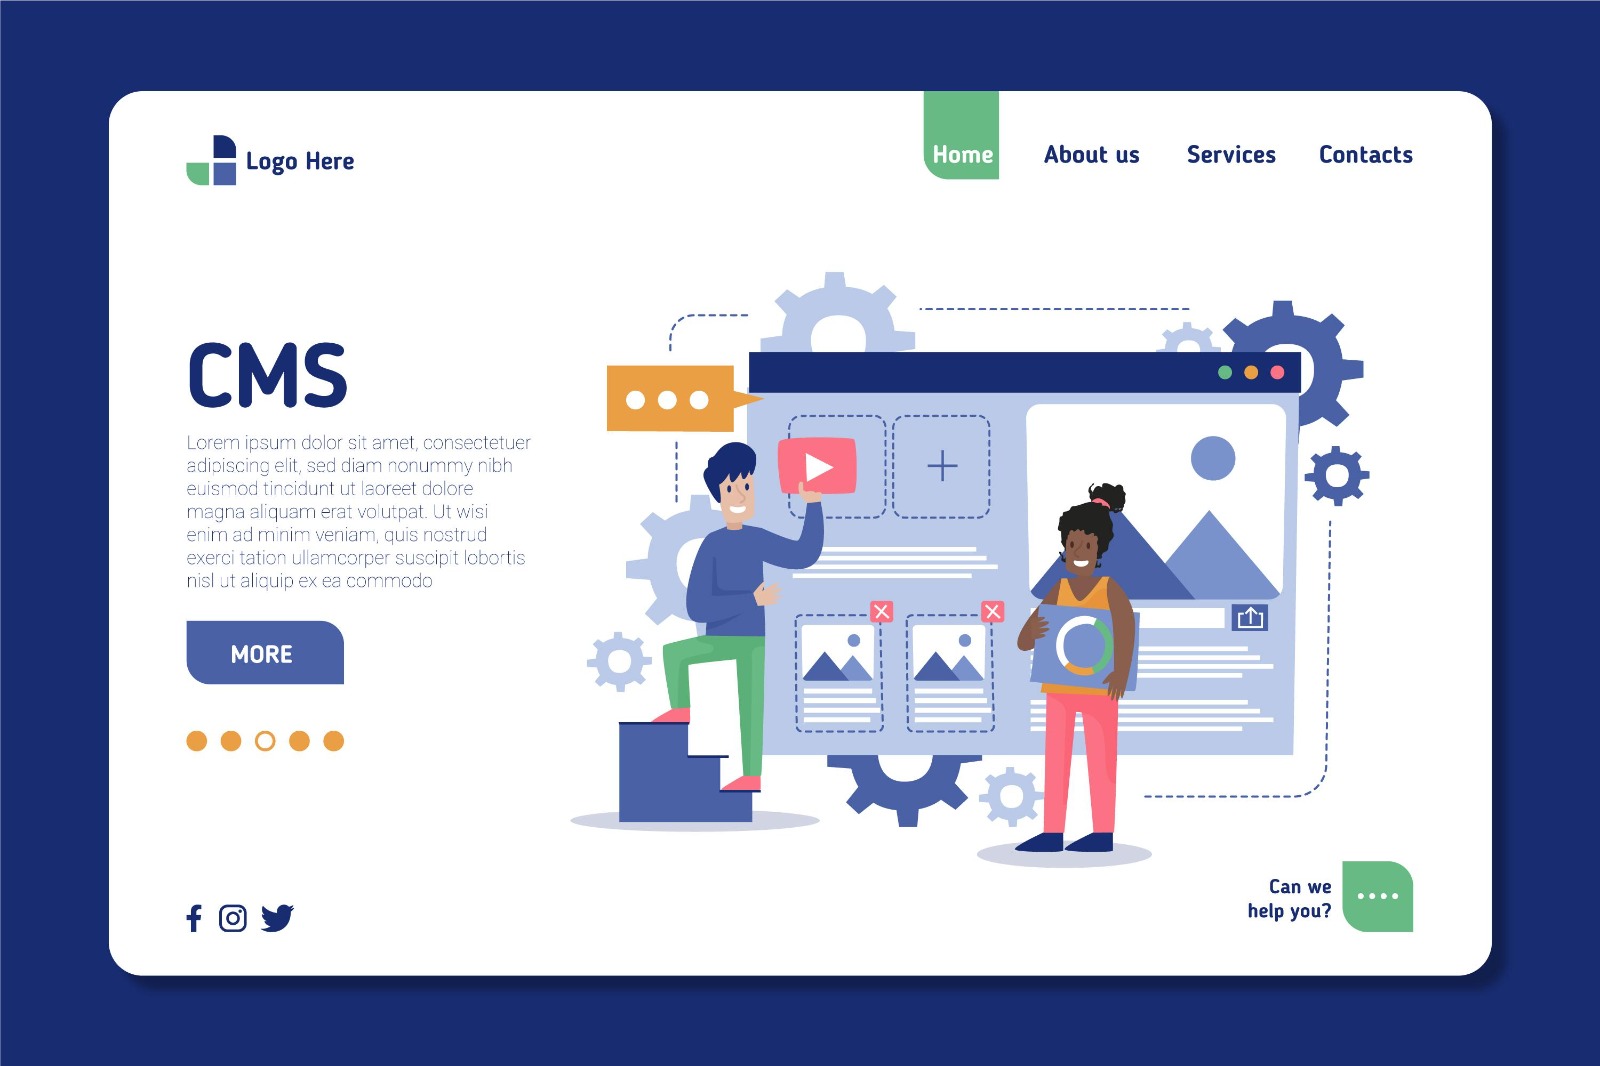 Logo Here
Home
About us
Services
Contacts
CMS
Lorem ipsum dolor sit amet, consectetuer
adipiscing elit, sed diam nonummy nibh
euismod tincidunt ut laoreet dolore
magna aliquam erat volutpat. Ut wisi
enim ad minim veniam, quis nostrud
exerci tation ullamcorper suscipit lobortis
nisl ut aliquip ex ea commodo
MORE
Can we
help you?